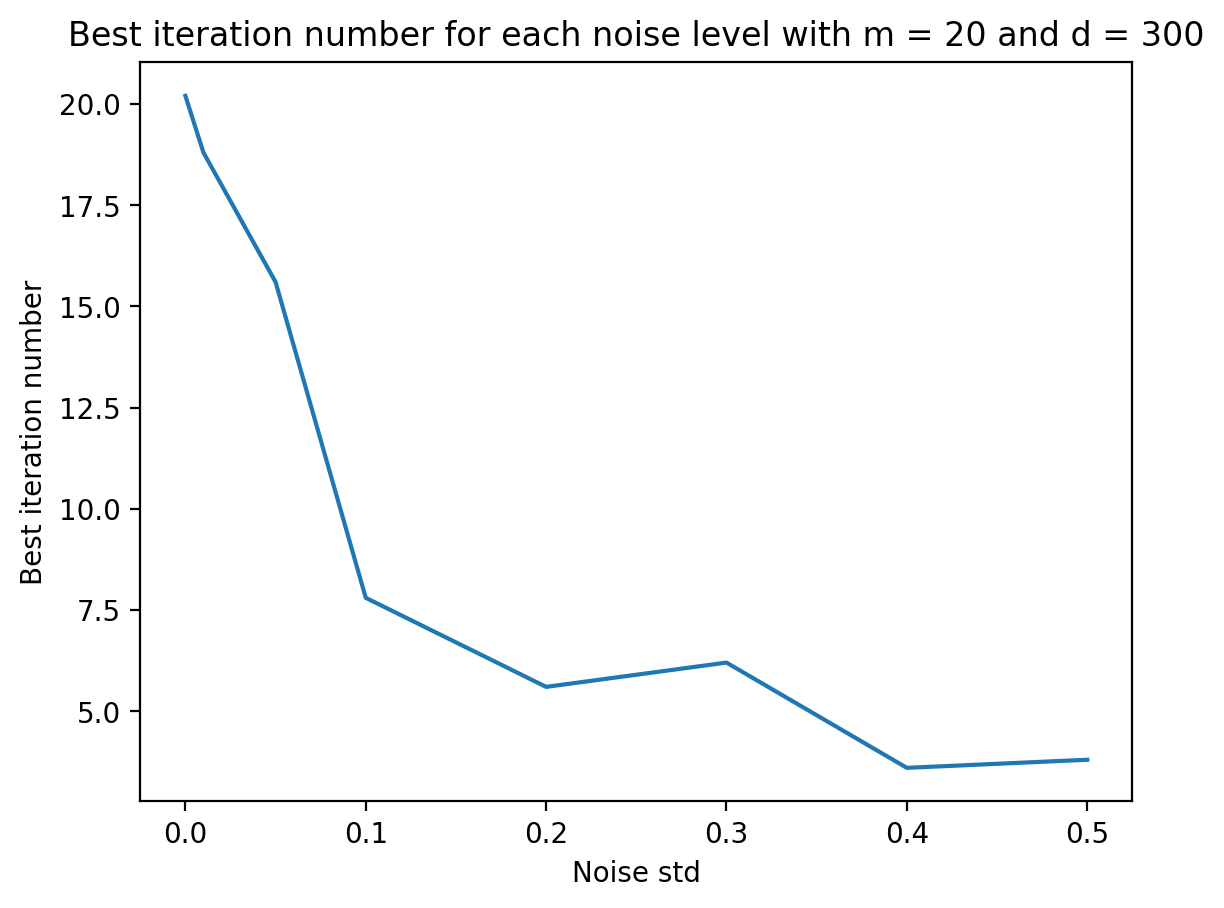 Best iteration number for each noise level with m = 20 and d = 300
20.0
17.5
15.0
12.5
10.0
7.5
5.0
Best iteration number
0.0 0.1 0.2 0.3 0.4 0.5
Noise std